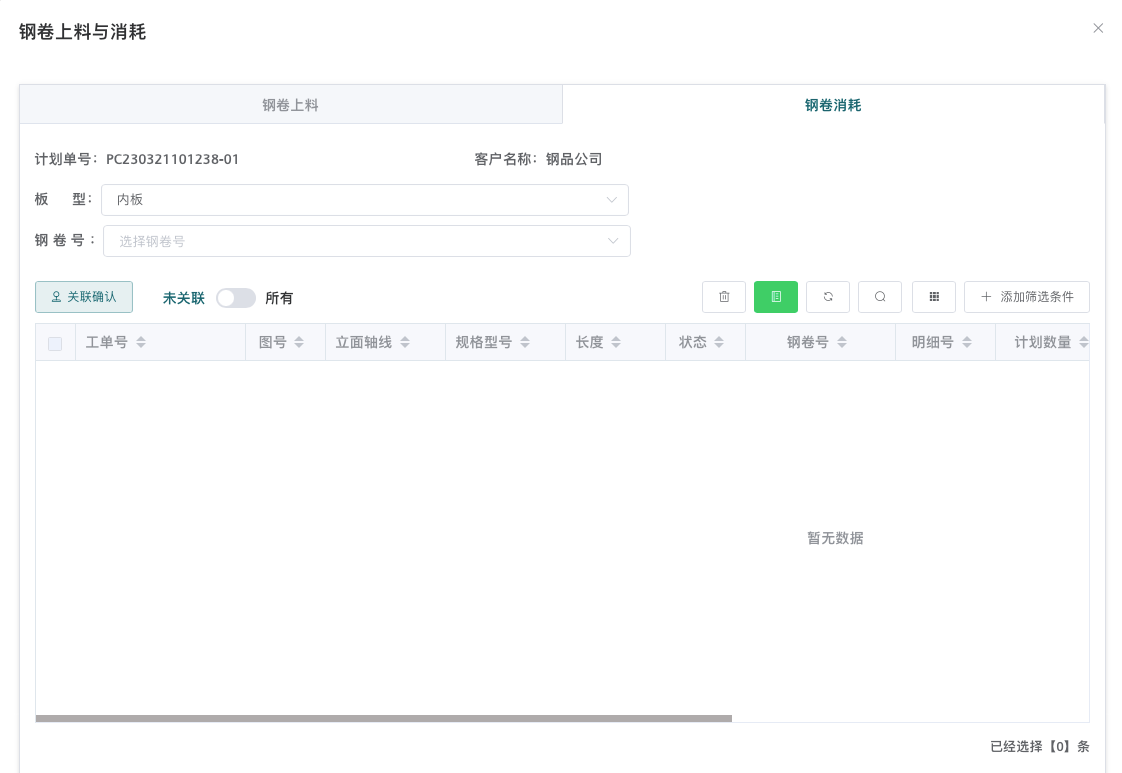 钢卷上料与消耗
钢卷上料 钢卷消耗
计划单号: PC230321101238-01 客户名称: 钢品公司
板 型: 内板
钢 卷 号 : 选择钢卷号
关联确认 未关联 所有 添加筛选条件
工单号 图号 立面轴线 规格型号 长度 状态 钢卷号 明细号 计划数量
暂无数据
已经选择【0】条